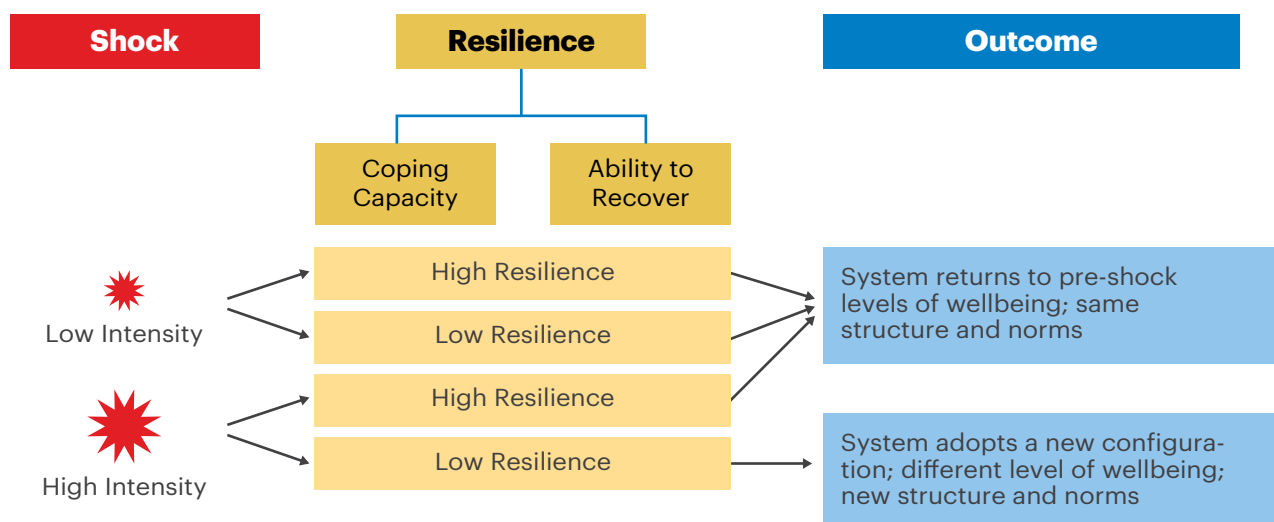 Shock
Resilience
Outcome
Coping
Capacity
Ability to
Recover
Low Intensity
High Intensity
High Resilience
Low Resilience
High Resilience
Low Resilience
System returns to pre-shock
levels of wellbeing; same
structure and norms
System adopts a new configura-
tion; different level of wellbeing;
new structure and norms